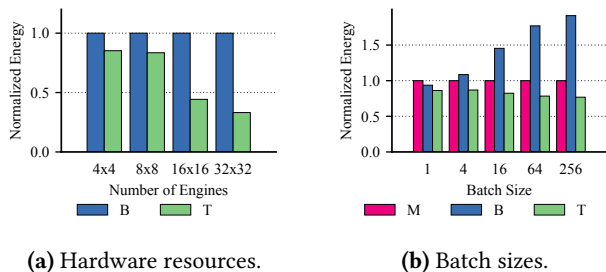 Normalized Energy
1.0
0.5
0.0
4x4 8x8 16x16 32x32
Number of Engines
B T
(a) Hardware resources.
Normalized Energy
1.5
1.0
0.5
0.0
1 4 16 64 256
Batch Size
M B T
(b) Batch sizes.